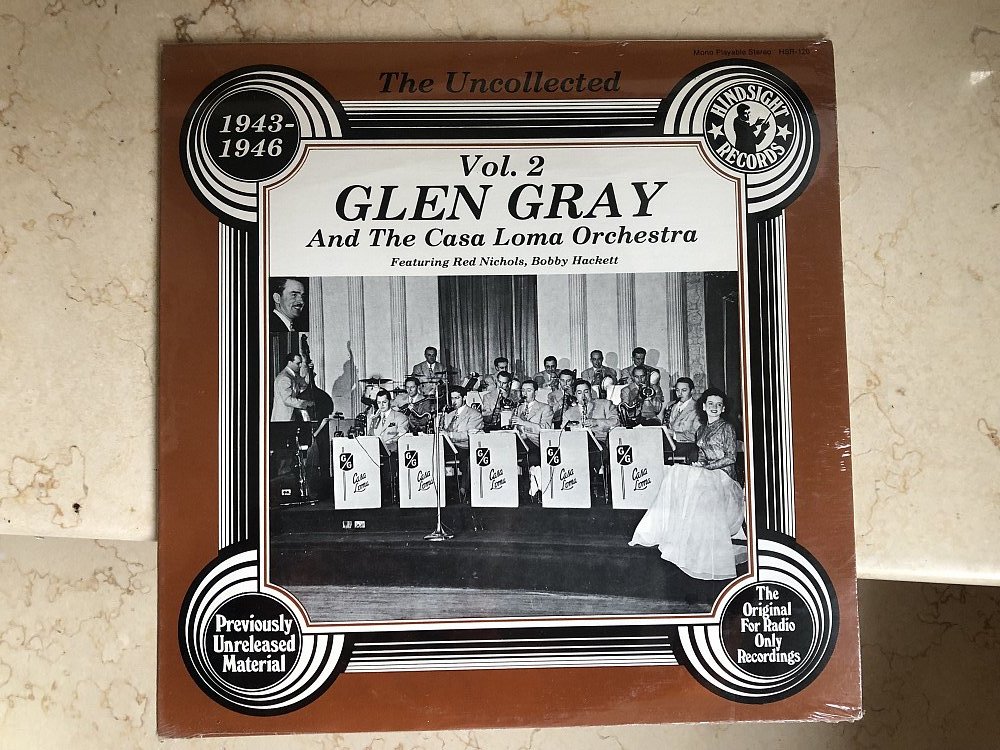 Mono Playable Stereo HSR-120
The Uncollected
1943-
1946
HINDSIGHT
RECORDS
Vol. 2
GLEN GRAY
And The Casa Loma Orchestra
Featuring Red Nichols, Bobby Hackett
G/G
Casa
Loma
G/G
Casa
Loma
G/G
Casa
Loma
G/G
Casa
Loma
G/G
Casa
Loma
Previously
Unreleased
Material
The
Original
For Radio
Only
Recordings